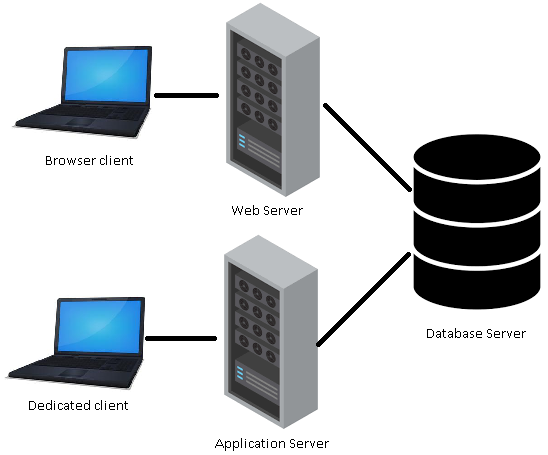 Browser client
Web Server
Database Server
Dedicated client
Application Server